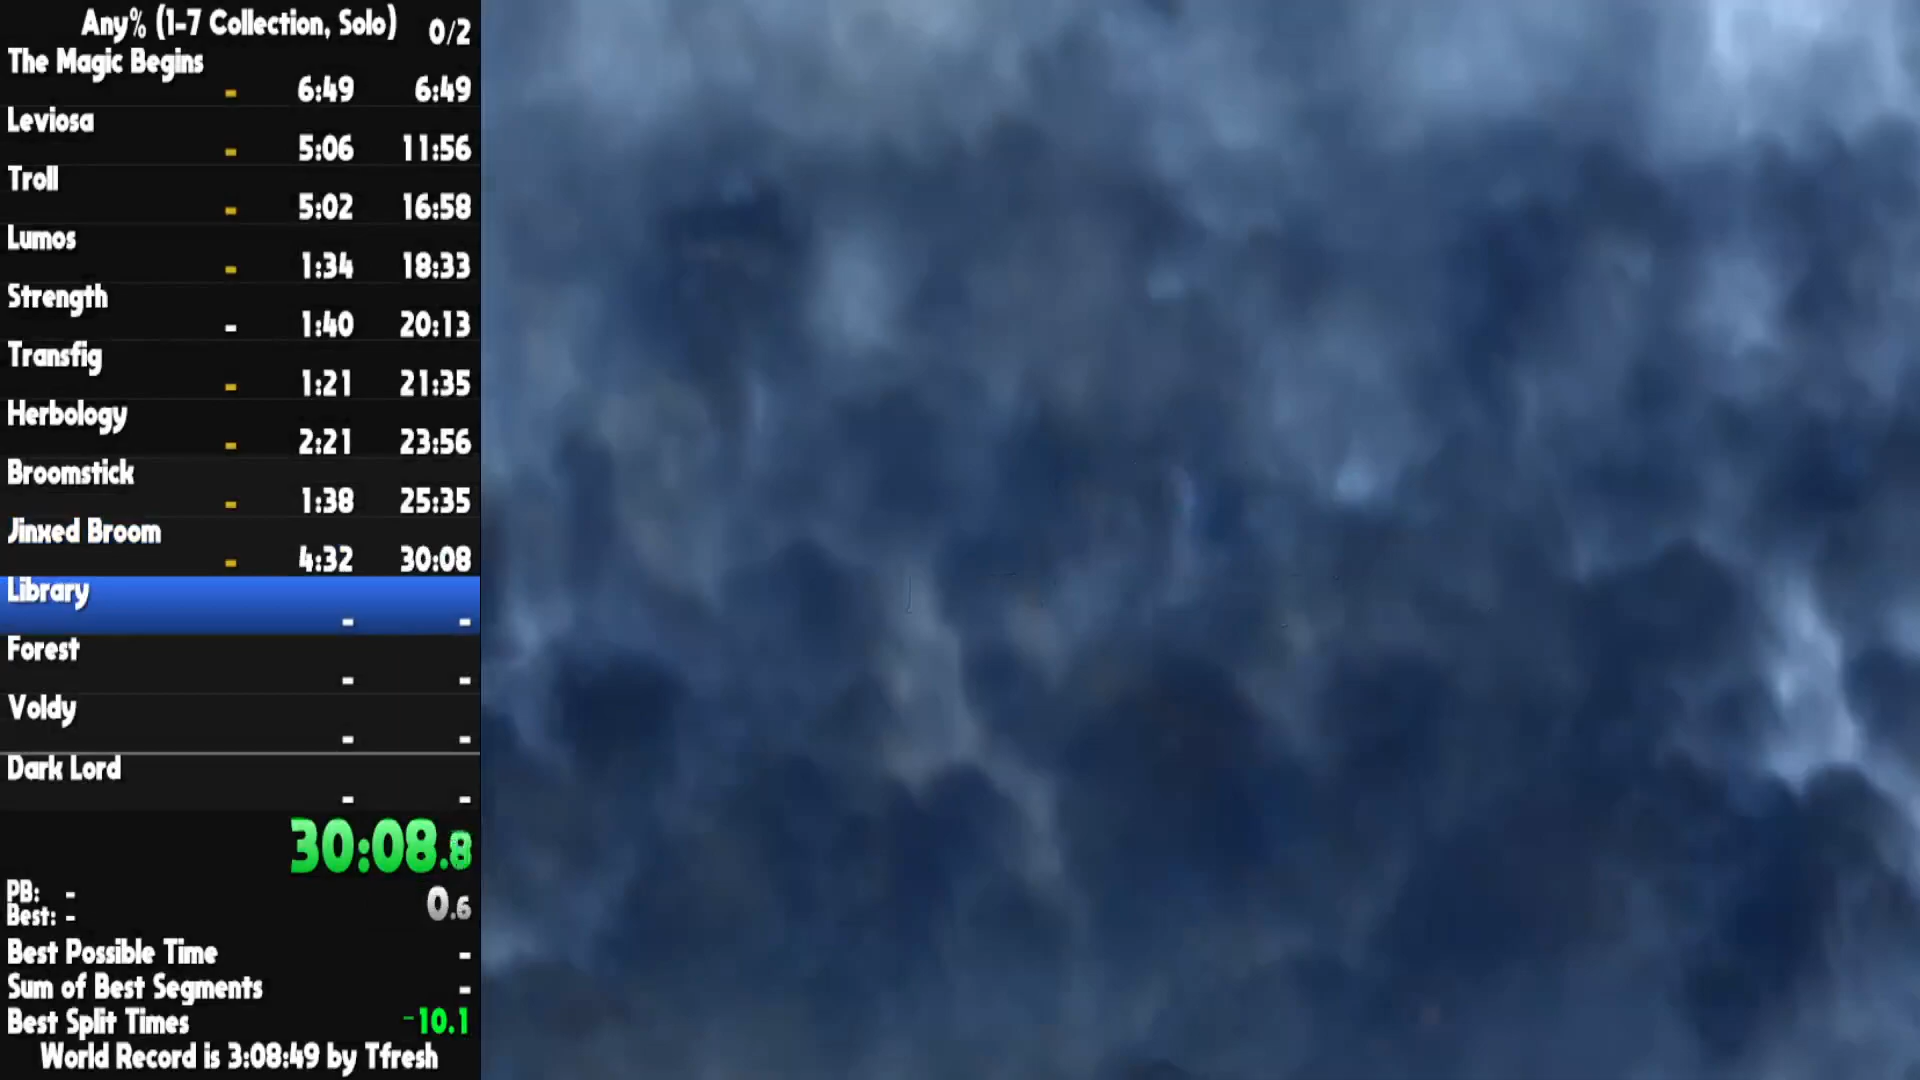 Any% (1-7 Collection, Solo) 0/2
The Magic Begins
- 6:49 6:49
Leviosa
- 5:06 11:56
Troll
- 5:02 16:58
Lumos
- 1:34 18:33
Strength
- 1:40 20:13
Transfig
- 1:21 21:35
Herbology
- 2:21 23:56
Broomstick
- 1:38 25:35
Jinxed Broom
- 4:32 30:08
Library
- -
Forest
- -
Voldy
- -
Dark Lord
- -
30:08.8
PB: -
Best: - 0.6
Best Possible Time -
Sum of Best Segments -
Best Split Times -10.1
World Record is 3:08:49 by Tfresh